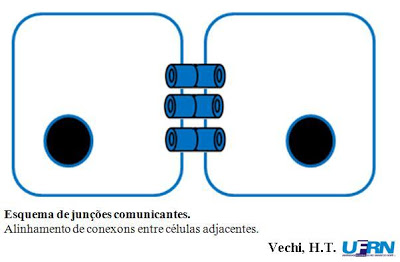 Esquema de junções comunicantes.
Alinhamento de conexons entre células adjacentes.
Vechi, H.T. UFRN